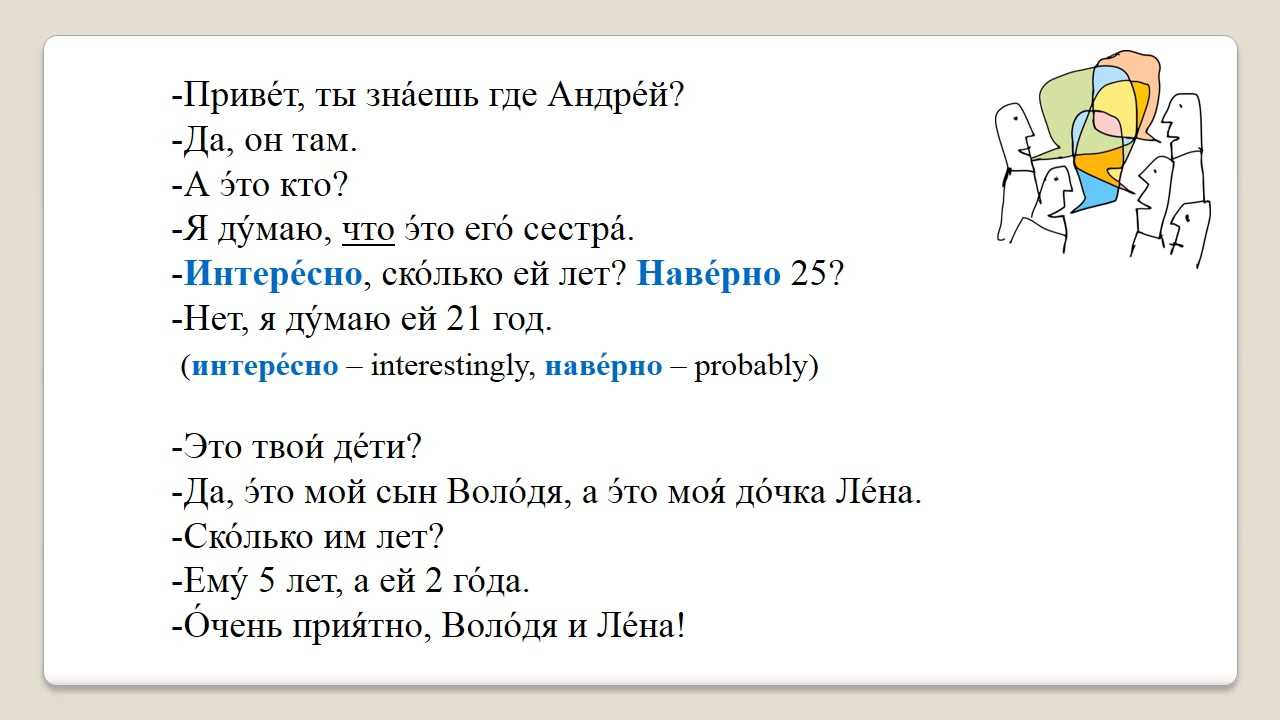 -Приве́т, ты зна́ешь где Андре́й?
-Да, он там.
-А э́то кто?
-Я ду́маю, что э́то его́ сестра́.
-Интере́сно, ско́лько ей лет? Наве́рно 25?
-Нет, я ду́маю ей 21 год.
(интере́сно – interestingly, наве́рно – probably)
-Это твои́ де́ти?
-Да, э́то мой сын Воло́дя, а э́то моя́ до́чка Ле́на.
-Ско́лько им лет?
-Ему́ 5 лет, а ей 2 го́да.
-О́чень прия́тно, Воло́дя и Ле́на!